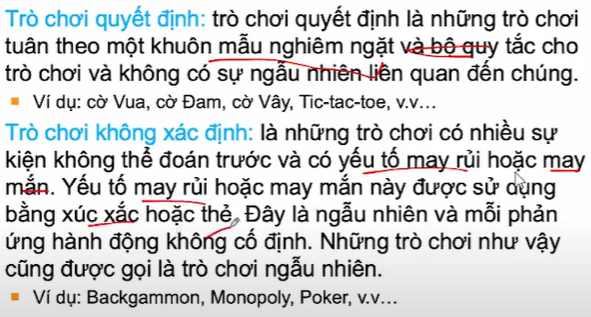 Trò chơi quyết định: trò chơi quyết định là những trò chơi
tuân theo một khuôn mẫu nghiêm ngặt và bộ quy tắc cho
trò chơi và không có sự ngẫu nhiên liên quan đến chúng.
Ví dụ: cờ Vua, cờ Đam, cờ Vây, Tic-tac-toe, v.v…
Trò chơi không xác định: là những trò chơi có nhiều sự
kiện không thể đoán trước và có yếu tố may rủi hoặc may
mắn. Yếu tố may rủi hoặc may mắn này được sử dụng
bằng xúc xắc hoặc thẻ. Đây là ngẫu nhiên và mỗi phản
ứng hành động không cố định. Những trò chơi như vậy
cũng được gọi là trò chơi ngẫu nhiên.
Ví dụ: Backgammon, Monopoly, Poker, v.v…